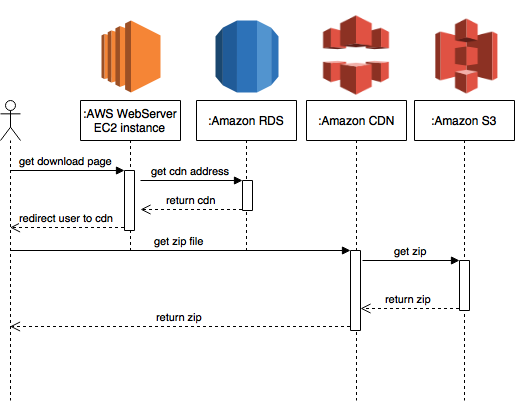 :AWS WebServer
EC2 instance
:Amazon RDS
:Amazon CDN
:Amazon S3
get download page
get cdn address
return cdn
redirect user to cdn
get zip file
get zip
return zip
return zip